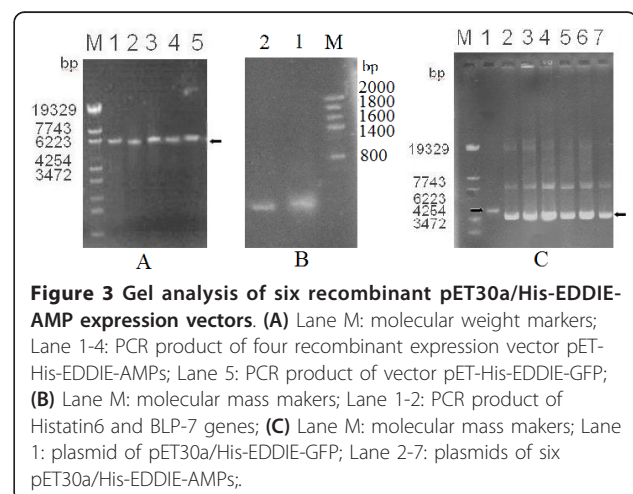 M 1 2 3 4 5
bp
19329
7743
6223
4254
3472
A
2 1 M
bp
2000
1800
1600
1400
800
B
M 1 2 3 4 5 6 7
bp
19329
7743
6223
4254
3472
C
Figure 3 Gel analysis of six recombinant pET30a/His-EDDIE-
AMP expression vectors. (A) Lane M: molecular weight markers;
Lane 1-4: PCR product of four recombinant expression vector pET-
His-EDDIE-AMPs; Lane 5: PCR product of vector pET-His-EDDIE-GFP;
(B) Lane M: molecular mass makers; Lane 1-2: PCR product of
Histatin6 and BLP-7 genes; (C) Lane M: molecular mass makers; Lane
1: plasmid of pET30a/His-EDDIE-GFP; Lane 2-7: plasmids of six
pET30a/His-EDDIE-AMPs;.